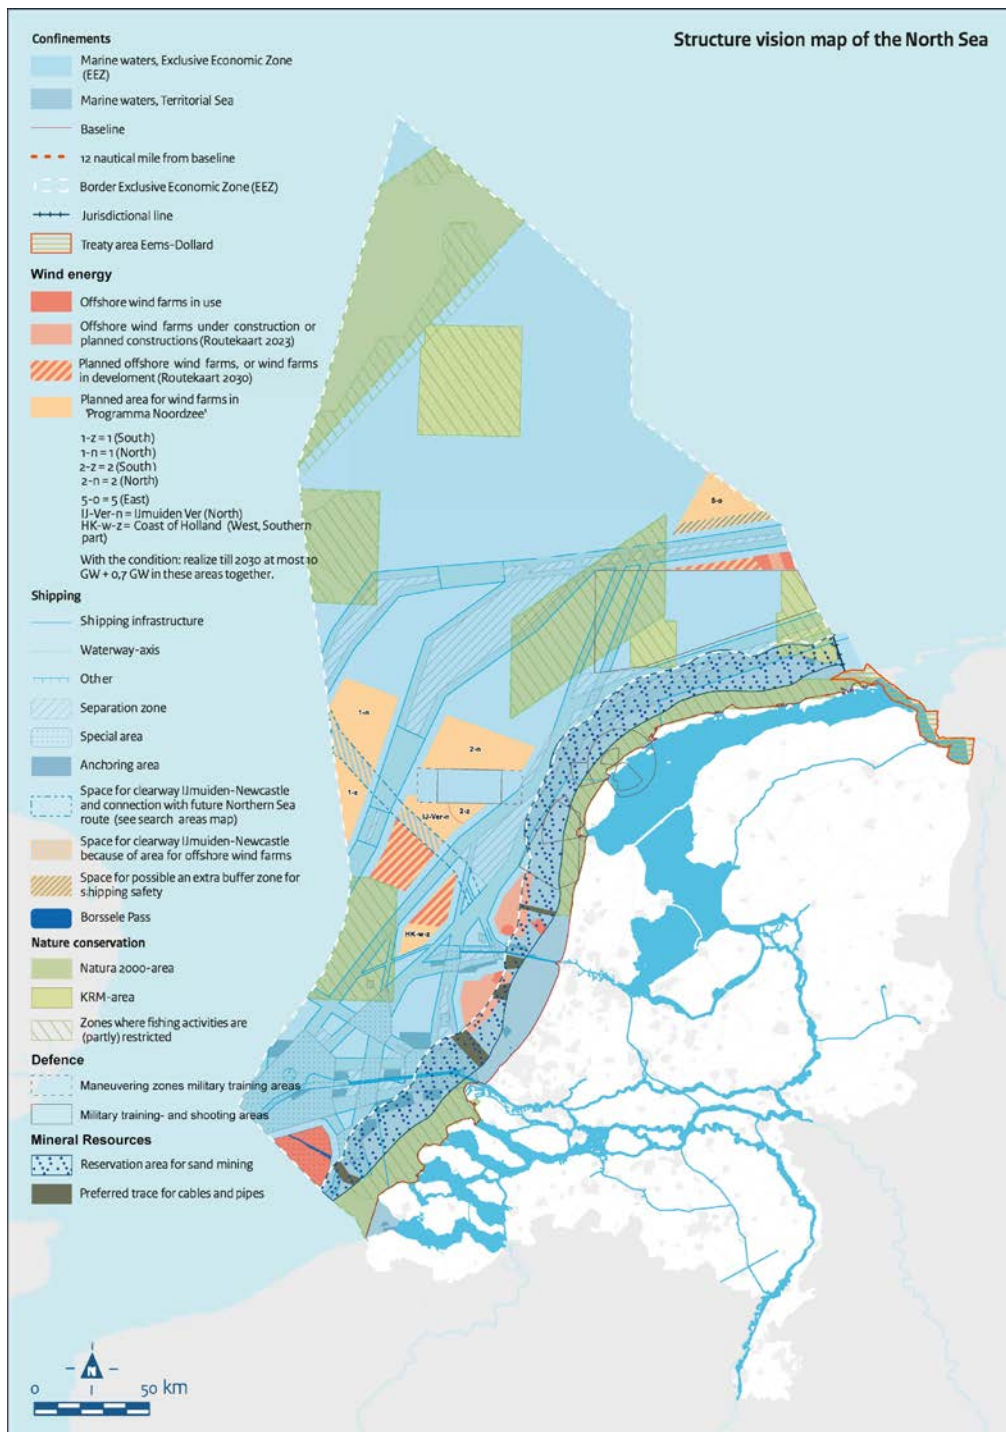 Structure vision map of the North Sea
Confinements
Marine waters, Exclusive Economic Zone
(EEZ)
Marine waters, Territorial Sea
Baseline
12 nautical mile from baseline
Border Exclusive Economic Zone (EEZ)
Jurisdictional line
Treaty area Eems-Dollard
Wind energy
Offshore wind farms in use
Offshore wind farms under construction or
planned constructions (Routekaart 2023)
Planned offshore wind farms, or wind farms
in develoment (Routekaart 2030)
Planned area for wind farms in
'Programma Noordzee'
1-z = 1 (South)
1-n = 1 (North)
2-z = 2 (South)
2-n = 2 (North)
5-o = 5 (East)
IJ-Ver-n = IJmuiden Ver (North)
HK-w-z = Coast of Holland (West, Southern
part)
With the condition: realize till 2030 at most 10
GW + 0,7 GW in these areas together.
Shipping
Shipping infrastructure
Waterway-axis
Other
Separation zone
Special area
Anchoring area
Space for clearway IJmuiden-Newcastle
and connection with future Northern Sea
route (see search areas map)
Space for clearway IJmuiden-Newcastle
because of area for offshore wind farms
Space for possible an extra buffer zone for
shipping safety
Borssele Pass
Nature conservation
Natura 2000-area
KRM-area
Zones where fishing activities are
(partly) restricted
Defence
Maneuvering zones military training areas
Military training- and shooting areas
Mineral Resources
Reservation area for sand mining
Preferred trace for cables and pipes
5-o
1-n
2-n
1-z
IJ-Ver-n
2-z
HK-w-z
N
0 50 km